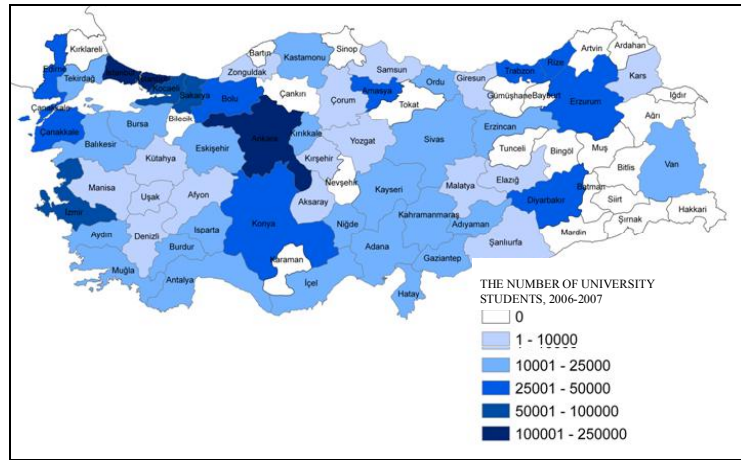 Kırklareli
Edirne
Tekirdağ
İstanbul
Kocaeli
Sakarya
Çanakkale
Çanakkale
Balıkesir
Bursa
Bilecik
Bolu
Zonguldak
Bartın
Kastamonu
Sinop
Çankırı
Çorum
Samsun
Amasya
Tokat
Ordu
Giresun
Trabzon
Rize
Artvin
Ardahan
Kars
Gümüşhane
Bayburt
Erzurum
Iğdır
Ağrı
Eskişehir
Ankara
Kırıkkale
Yozgat
Sivas
Erzincan
Tunceli
Bingöl
Muş
Bitlis
Van
Kütahya
Kırşehir
Nevşehir
Kayseri
Malatya
Elazığ
Diyarbakır
Batman
Siirt
Şırnak
Hakkari
Manisa
Uşak
Afyon
Aksaray
İzmir
Konya
Niğde
Kahramanmaraş
Adıyaman
Mardin
Şanlıurfa
Aydın
Denizli
Isparta
Burdur
Karaman
Adana
Gaziantep
Muğla
Antalya
İçel
Hatay
THE NUMBER OF UNIVERSITY
STUDENTS, 2006-2007
0
1 - 10000
10001 - 25000
25001 - 50000
50001 - 100000
100001 - 250000